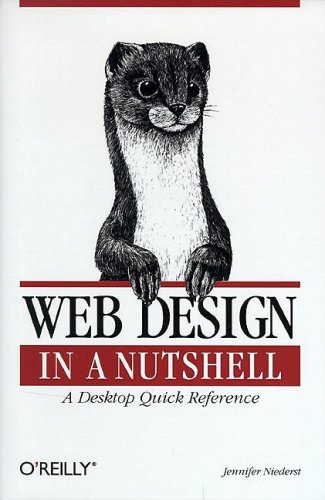 WEB DESIGN
IN A NUTSHELL
A Desktop Quick Reference
O'REILLY®
Jennifer Niederst